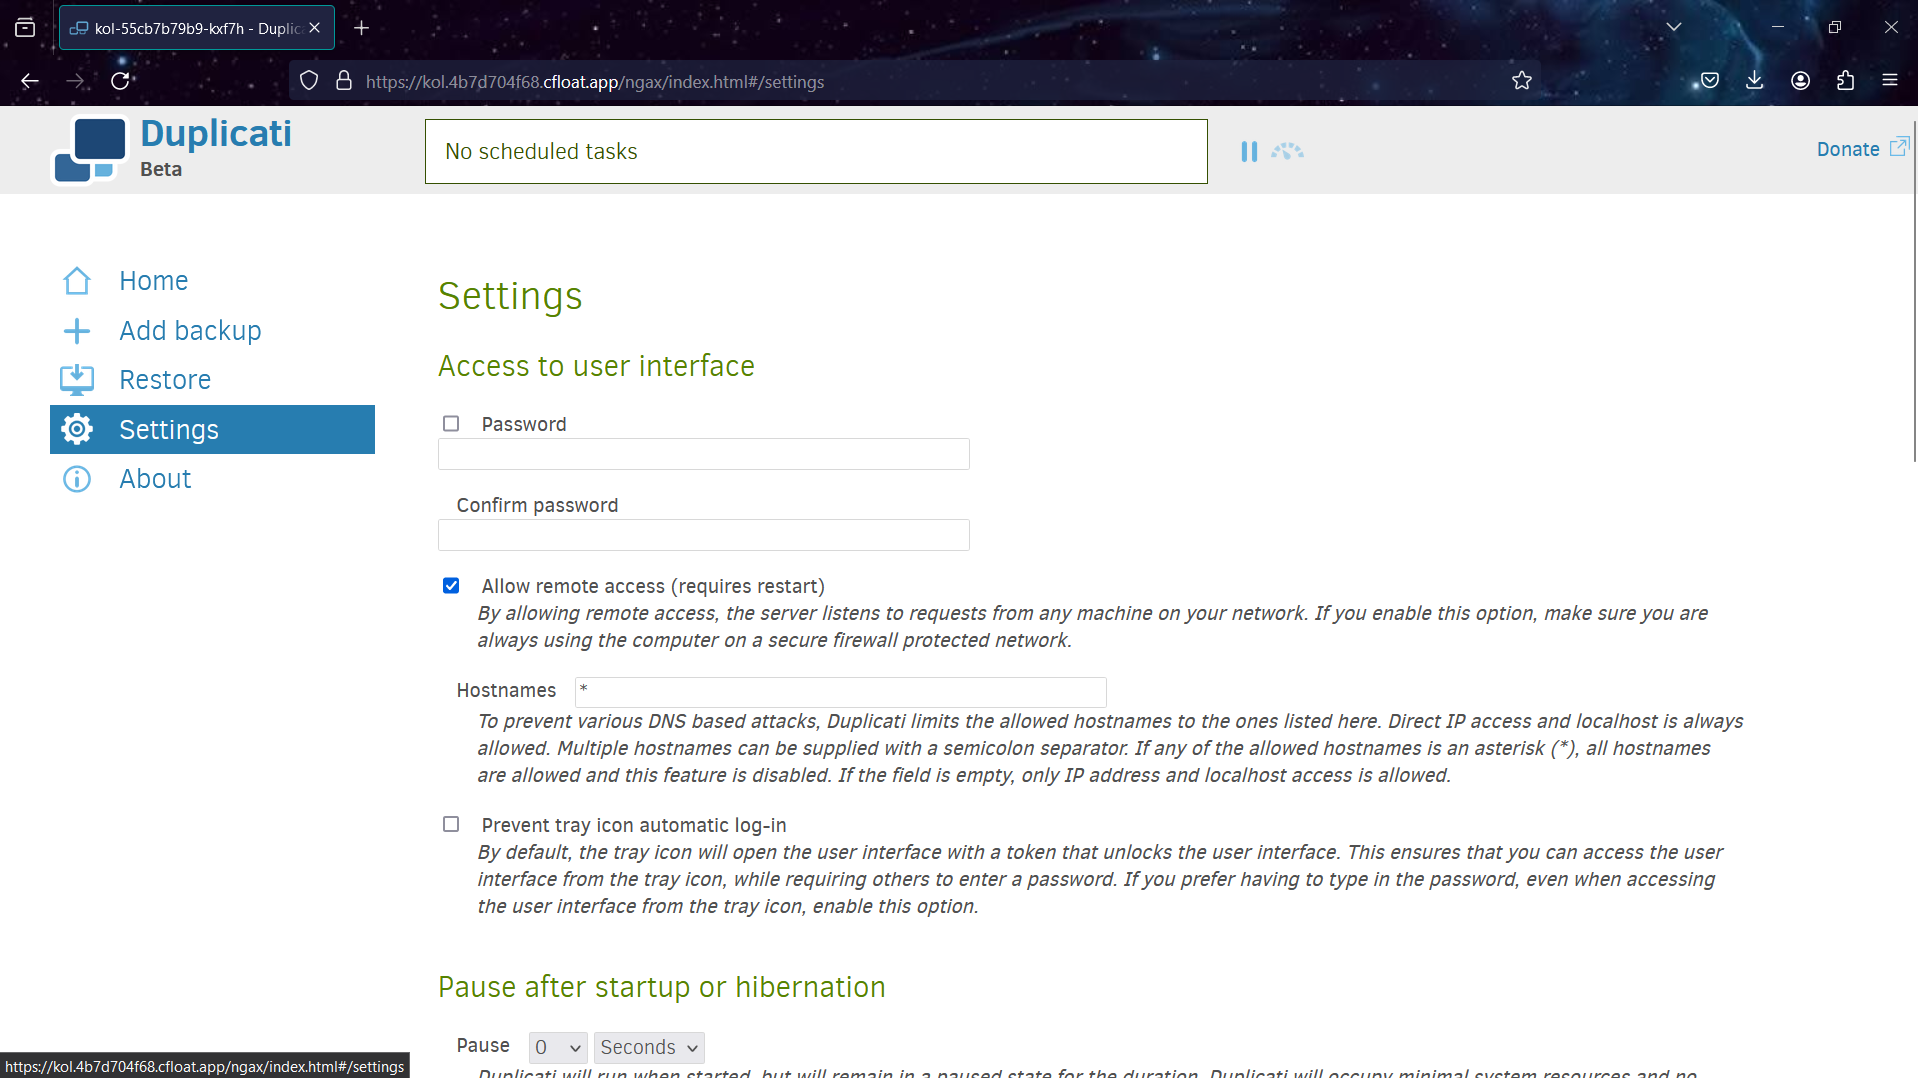 kol-55cb7b79b9-kxf7h - Duplica
https://kol.4b7d704f68.cfloat.app/ngax/index.html#/settings
Duplicati
Beta
No scheduled tasks
Donate
Home
Add backup
Restore
Settings
About
Settings
Access to user interface
Password
Confirm password
Allow remote access (requires restart)
By allowing remote access, the server listens to requests from any machine on your network. If you enable this option, make sure you are
always using the computer on a secure firewall protected network.
Hostnames *
To prevent various DNS based attacks, Duplicati limits the allowed hostnames to the ones listed here. Direct IP access and localhost is always
allowed. Multiple hostnames can be supplied with a semicolon separator. If any of the allowed hostnames is an asterisk (*), all hostnames
are allowed and this feature is disabled. If the field is empty, only IP address and localhost access is allowed.
Prevent tray icon automatic log-in
By default, the tray icon will open the user interface with a token that unlocks the user interface. This ensures that you can access the user
interface from the tray icon, while requiring others to enter a password. If you prefer having to type in the password, even when accessing
the user interface from the tray icon, enable this option.
Pause after startup or hibernation
Pause 0 Seconds
Duplicati will run when started, but will remain in a paused state for the duration. Duplicati will occupy minimal system resources and no
https://kol.4b7d704f68.cfloat.app/ngax/index.html#/settings